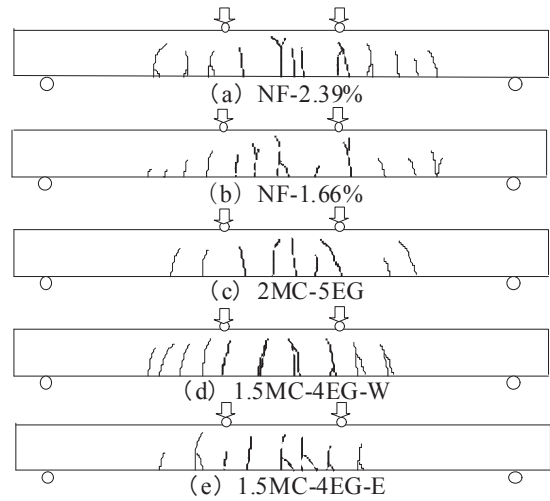 (a) NF-2.39%
(b) NF-1.66%
(c) 2MC-5EG
(d) 1.5MC-4EG-W
(e) 1.5MC-4EG-E